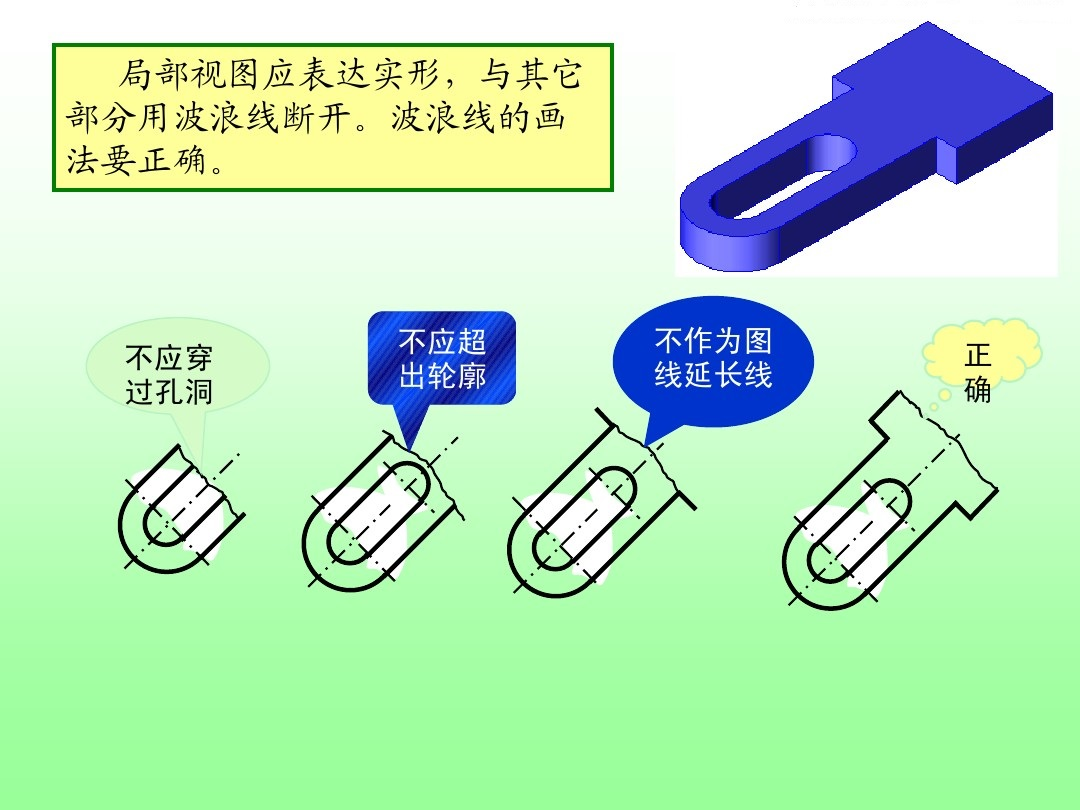 局部视图应表达实形，与其它
部分用波浪线断开。波浪线的画
法要正确。
不应穿
过孔洞
不应超
出轮廓
不作为图
线延长线
正
确